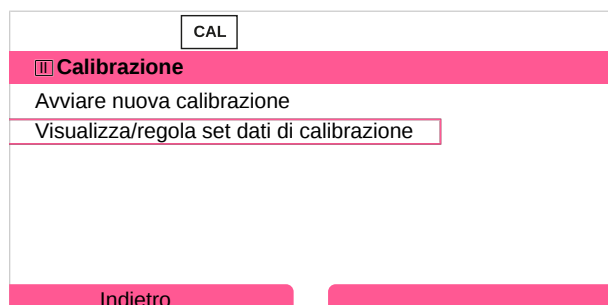 CAL
Calibrazione
Avviare nuova calibrazione
Visualizza/regola set dati di calibrazione
Indietro